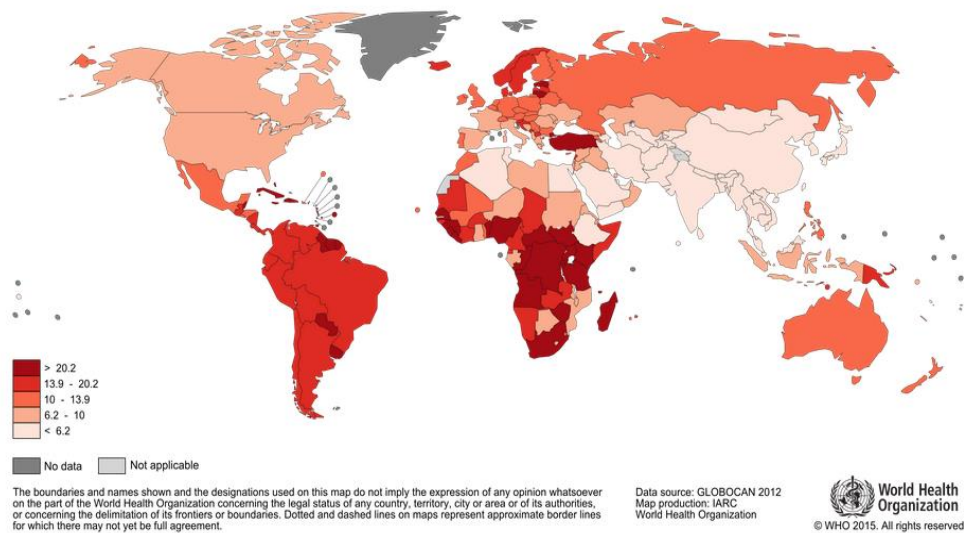 > 20.2
13.9 - 20.2
10 - 13.9
6.2 - 10
< 6.2
No data
Not applicable
The boundaries and names shown and the designations used on this map do not imply the expression of any opinion whatsoever
on the part of the World Health Organization concerning the legal status of any country, territory, city or area or of its authorities,
or concerning the delimitation of its frontiers or boundaries. Dotted and dashed lines on maps represent approximate border lines
for which there may not yet be full agreement.
Data source: GLOBOCAN 2012
Map production: IARC
World Health Organization
World Health
Organization
© WHO 2015. All rights reserved